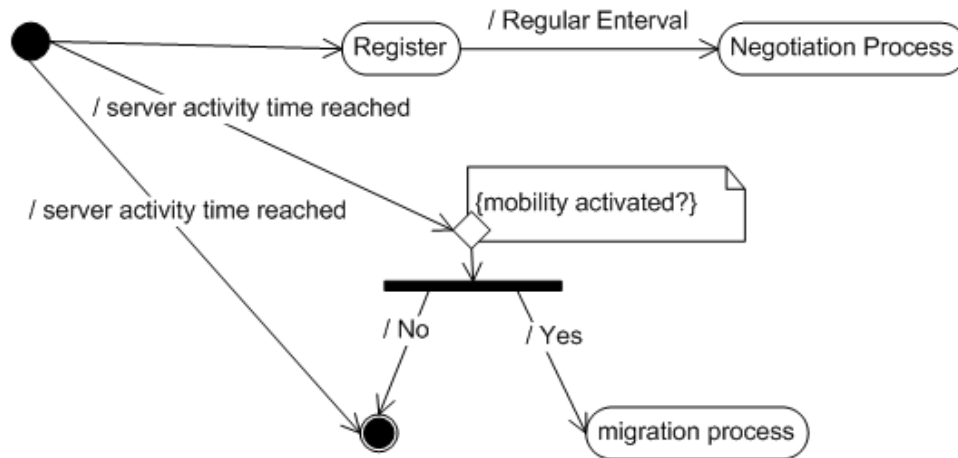 / Regular Enterval
Register
Negotiation Process
/ server activity time reached
{mobility activated?}
/ server activity time reached
/ No
/ Yes
migration process